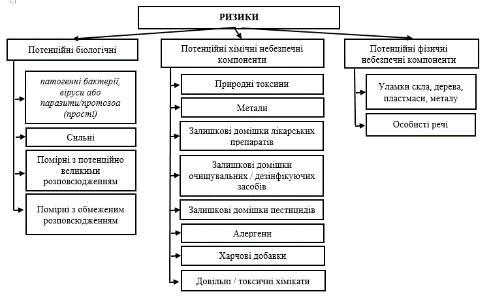 РИЗИКИ
Потенційні біологічні
патогенні бактерії,
віруси або
паразити/протозоа
(прості)
Сильні
Помірні з потенційно
великими
розповсюдженням
Помірні з обмеженим
розповсюдженням
Потенційні хімічні небезпечні
компоненти
Природні токсини
Метали
Залишкові домішки лікарських
препаратів
Залишкові домішки
очищувальних / дезінфікуючих
засобів
Залишкові домішки пестицидів
Алергени
Харчові добавки
Довільні / токсичні хімікати
Потенційні фізичні
небезпечні компоненти
Уламки скла, дерева,
пластмаси, металу
Особисті речі